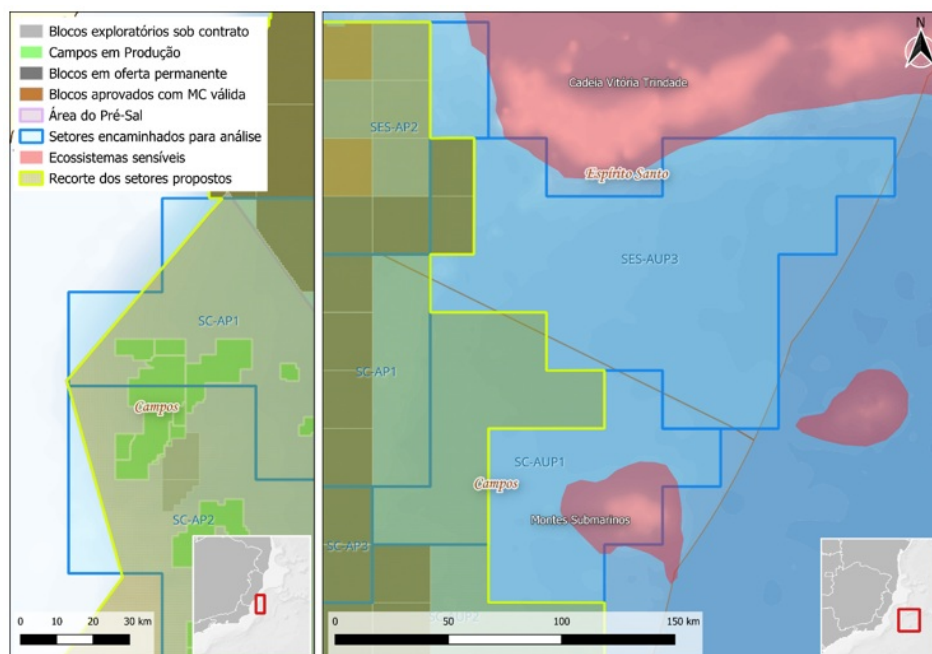 Blocos exploratórios sob contrato
Campos em Produção
Blocos em oferta permanente
Blocos aprovados com MC válida
Área do Pré-Sal
Setores encaminhados para análise
Ecossistemas sensíveis
Recorte dos setores propostos
SC-AP1
Campos
SC-AP2
0 10 20 30 km
N
Cadeia Vitória Trindade
SES-AP2
Espírito Santo
SES-AUP3
SC-AP1
SC-AUP1
Campos
Montes Submarinos
SC-AP3
SC-AUP2
0 50 100 150 km